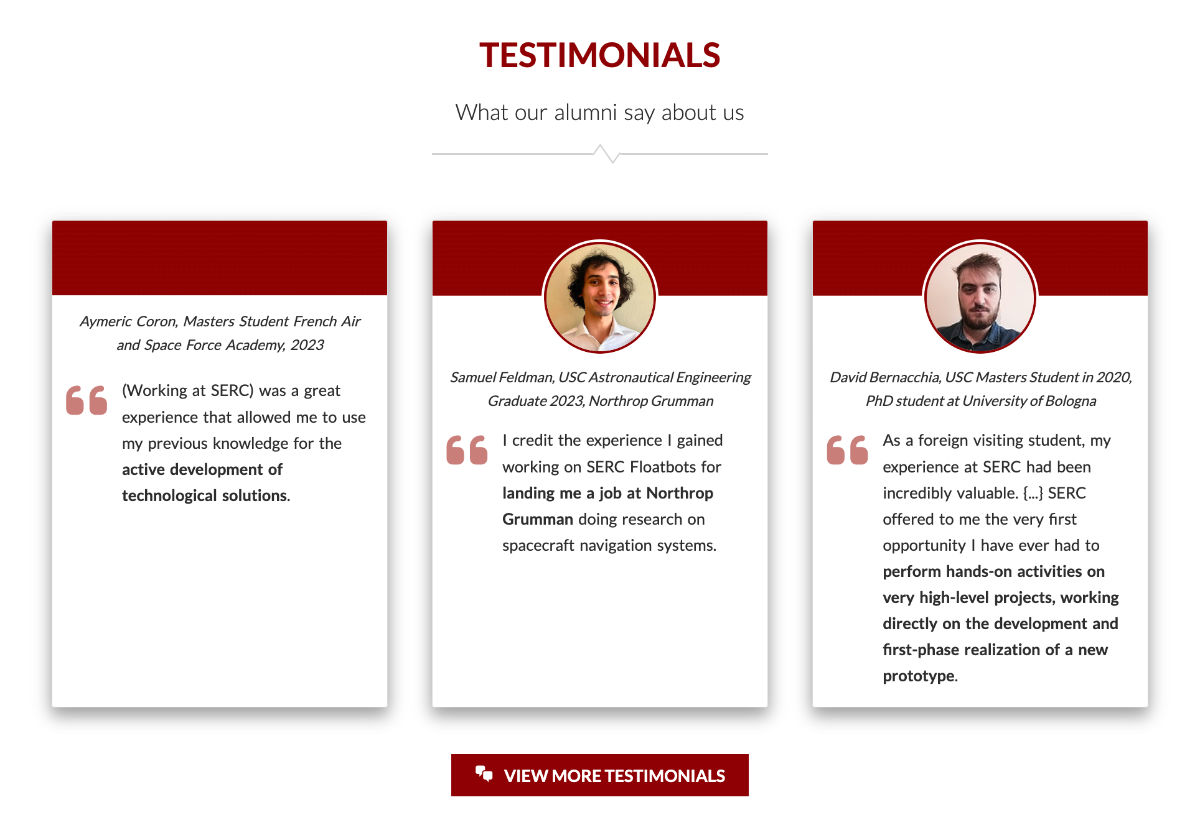 TESTIMONIALS
What our alumni say about us
Aymeric Coron, Masters Student French Air
and Space Force Academy, 2023
(Working at SERC) was a great
experience that allowed me to use
my previous knowledge for the
active development of
technological solutions.
Samuel Feldman, USC Astronautical Engineering
Graduate 2023, Northrop Grumman
I credit the experience I gained
working on SERC Floatbots for
landing me a job at Northrop
Grumman doing research on
spacecraft navigation systems.
David Bernacchia, USC Masters Student in 2020,
PhD student at University of Bologna
As a foreign visiting student, my
experience at SERC had been
incredibly valuable. {...} SERC
offered to me the very first
opportunity I have ever had to
perform hands-on activities on
very high-level projects, working
directly on the development and
first-phase realization of a new
prototype.
VIEW MORE TESTIMONIALS